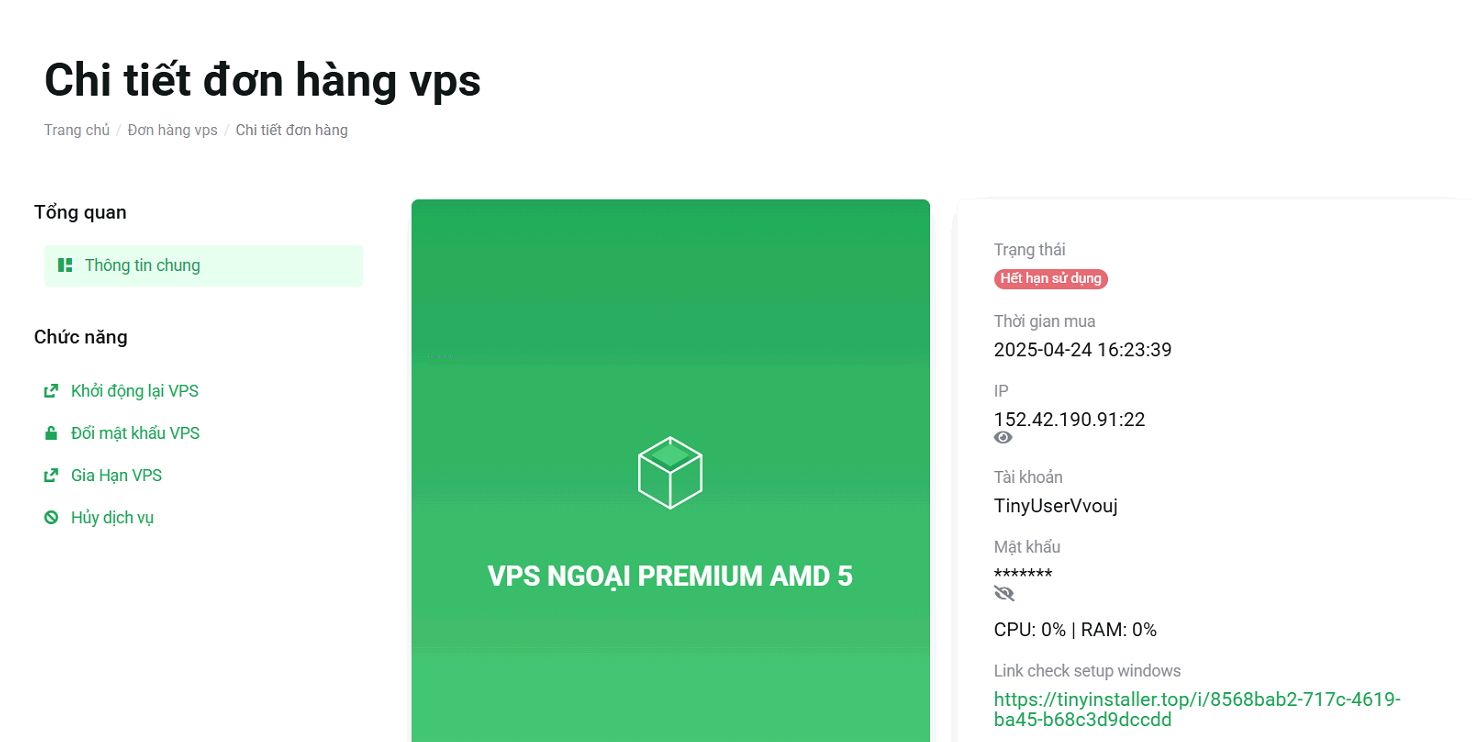 Chi tiết đơn hàng vps
Trang chủ / Đơn hàng vps / Chi tiết đơn hàng
Tổng quan
Thông tin chung
Chức năng
Khởi động lại VPS
Đổi mật khẩu VPS
Gia Hạn VPS
Hủy dịch vụ
VPS NGOẠI PREMIUM AMD 5
Trạng thái
Hết hạn sử dụng
Thời gian mua
2025-04-24 16:23:39
IP
152.42.190.91:22
Tài khoản
TinyUserVvouj
Mật khẩu
*******
CPU: 0% | RAM: 0%
Link check setup windows
https://tinyinstaller.top/i/8568bab2-717c-4619-
ba45-b68c3d9dccdd